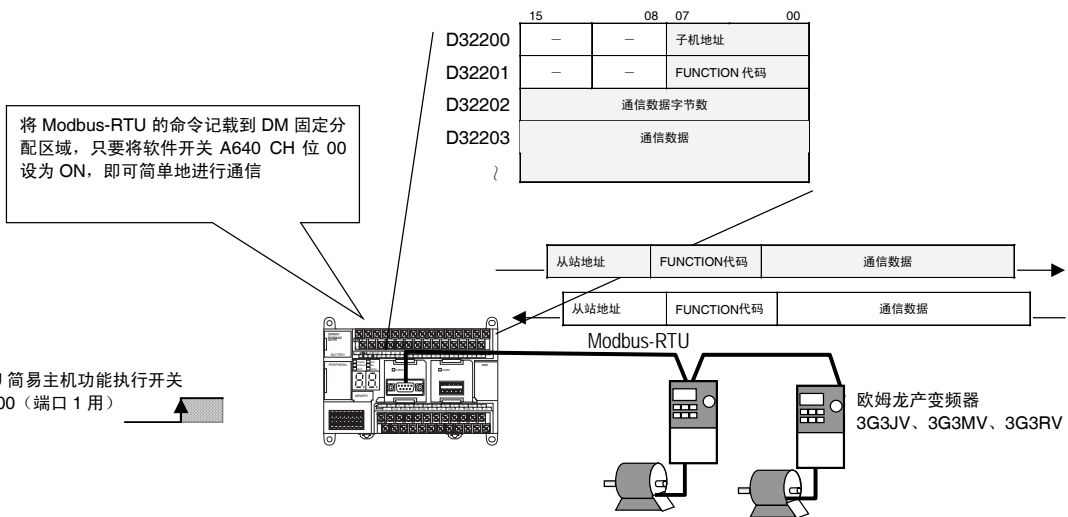 15 08 07 00
D32200 － － 子机地址
D32201 － － FUNCTION 代码
D32202 通信数据字节数
D32203 通信数据
将 Modbus-RTU 的命令记载到 DM 固定分
配区域，只要将软件开关 A640 CH 位 00
设为 ON，即可简单地进行通信
从站地址 FUNCTION代码 通信数据
从站地址 FUNCTION代码 通信数据
Modbus-RTU
简易主机功能执行开关
00（端口 1 用）
BATTERY
PERIPHERAL
欧姆龙产变频器
3G3JV、3G3MV、3G3RV